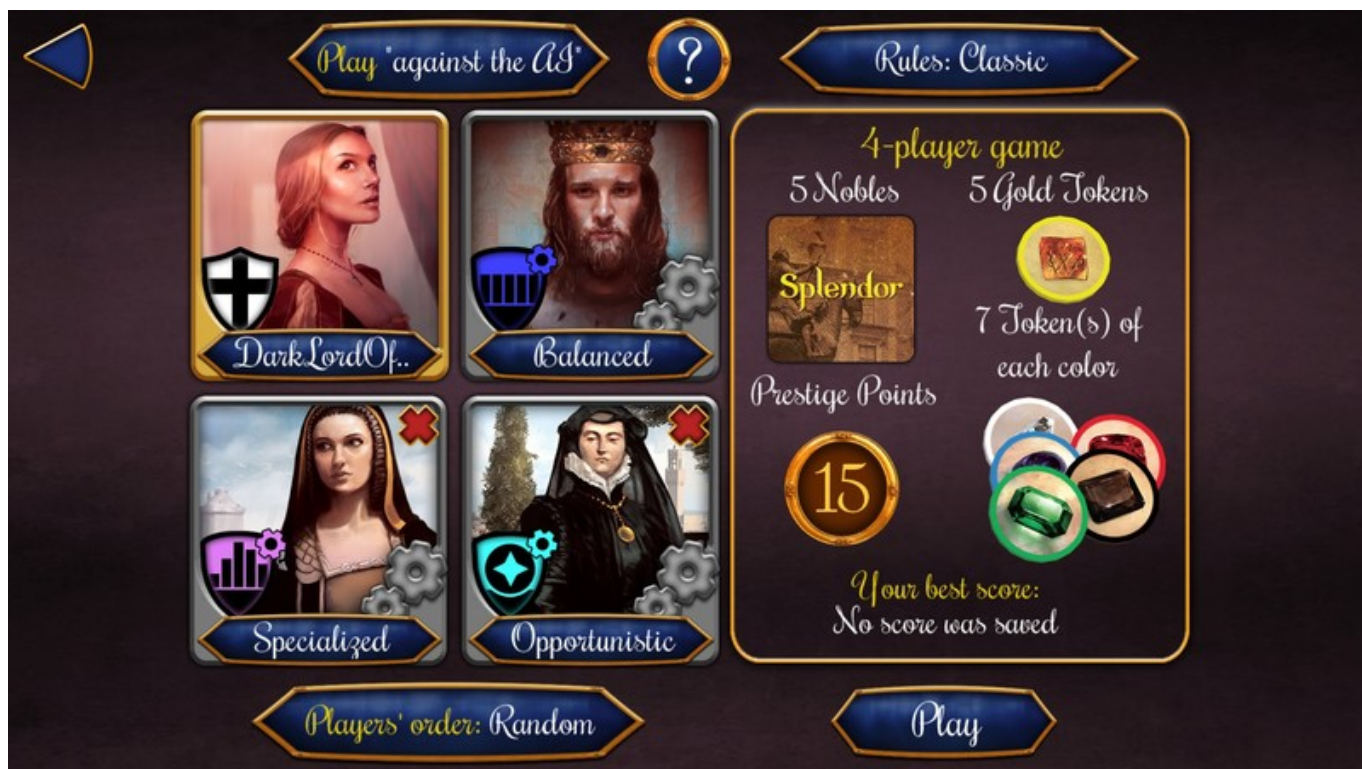 Play "against the AI"
?
Rules: Classic
DarkLordOf..
Balanced
Specialized
Opportunistic
4-player game
5 Nobles
5 Gold Tokens
Splendor
7 Token(s) of
each color
Prestige Points
15
Your best score:
No score was saved
Players' order: Random
Play